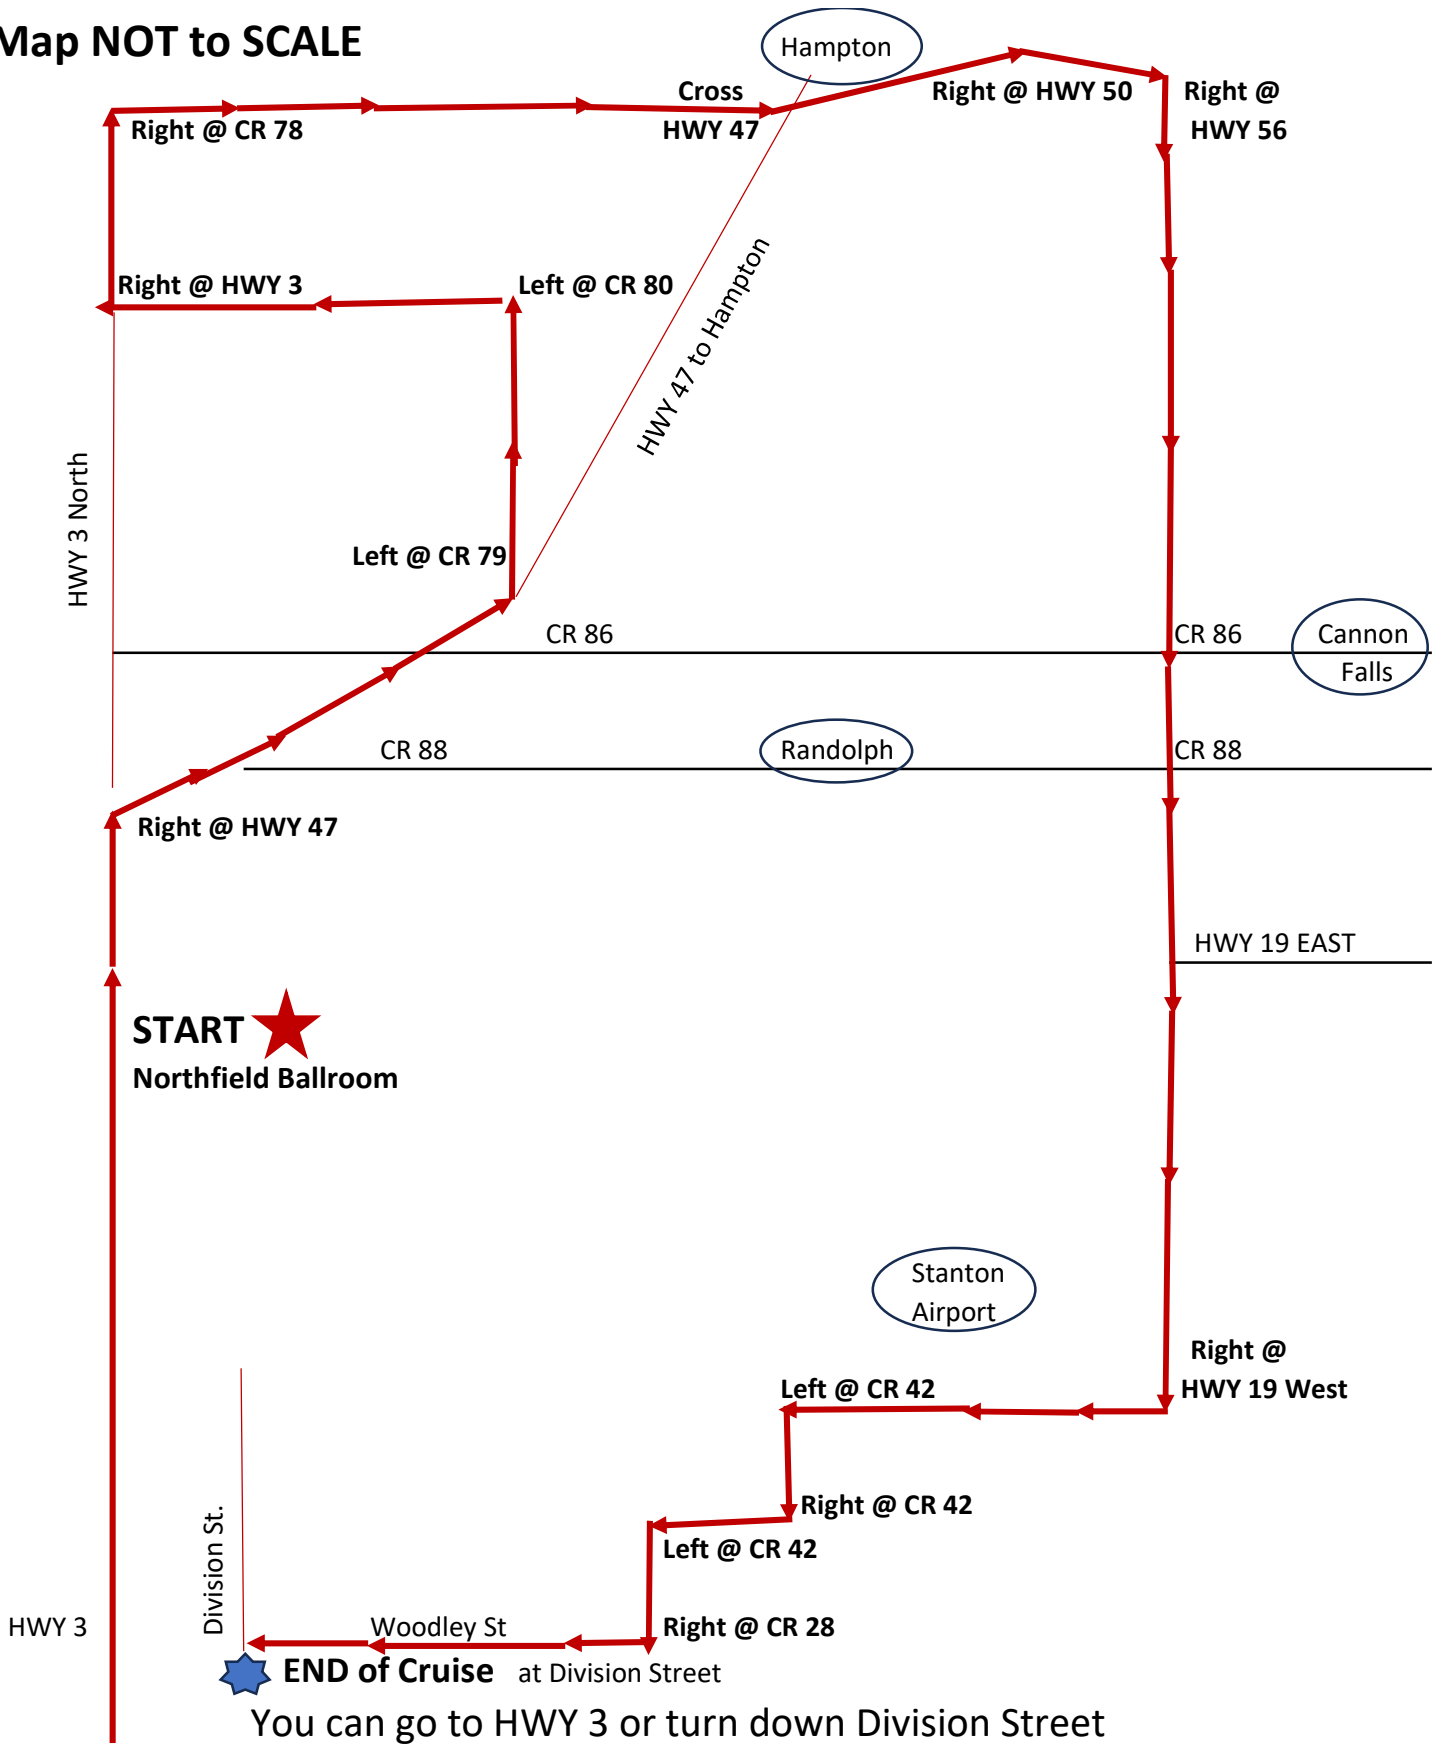 Map NOT to SCALE
Hampton
Cross
HWY 47
Right @ HWY 50
Right @
HWY 56
Right @ CR 78
Right @ HWY 3
Left @ CR 80
HWY 47 to Hampton
HWY 3 North
Left @ CR 79
CR 86
CR 86
Cannon
Falls
CR 88
Randolph
CR 88
Right @ HWY 47
HWY 19 EAST
START
Northfield Ballroom
Stanton
Airport
Right @
HWY 19 West
Left @ CR 42
Right @ CR 42
Left @ CR 42
Division St.
HWY 3
Woodley St
Right @ CR 28
END of Cruise at Division Street
You can go to HWY 3 or turn down Division Street